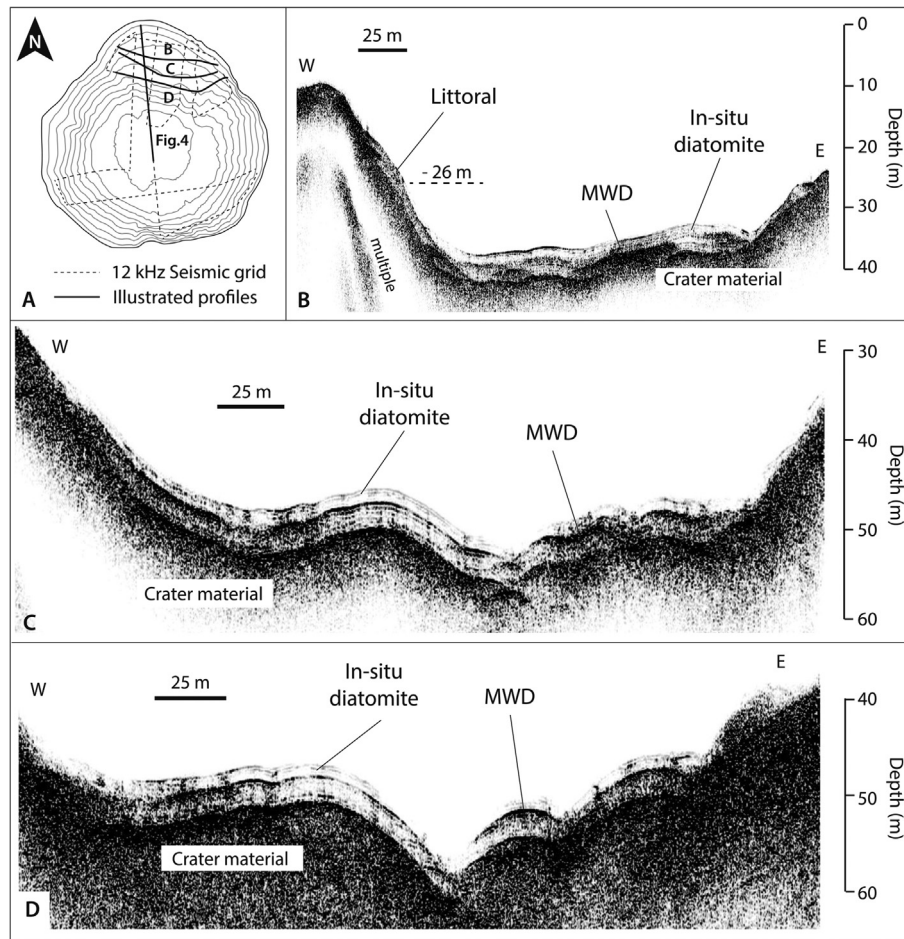 N
B
C
D
Fig.4
12 kHz Seismic grid
Illustrated profiles
A
25 m
W
Littoral
- 26 m
In-situ
diatomite
MWD
E
multiple
Crater material
B
0
10
20
30
40
Depth (m)
W
E
25 m
In-situ
diatomite
MWD
Crater material
C
30
40
50
60
Depth (m)
W
E
25 m
In-situ
diatomite
MWD
Crater material
D
40
50
60
Depth (m)